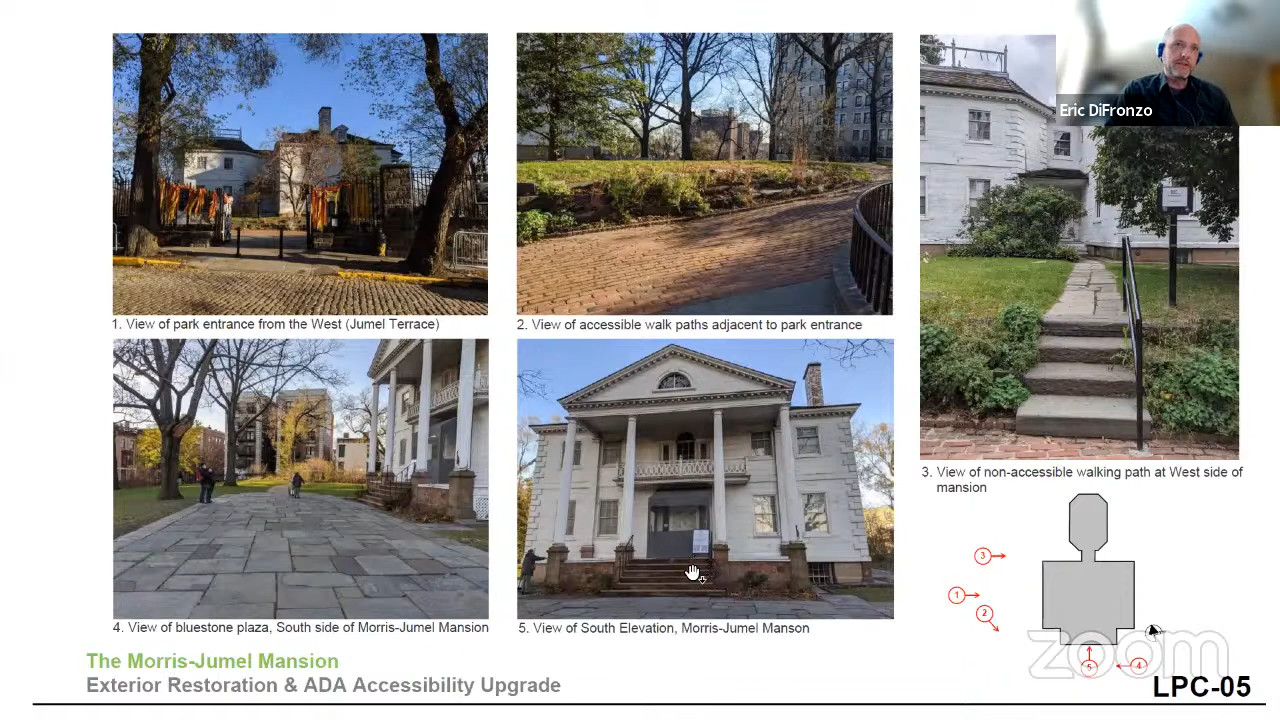 Eric DiFronzo
1. View of park entrance from the West (Jumel Terrace)
2. View of accessible walk paths adjacent to park entrance
3. View of non-accessible walking path at West side of
mansion
4. View of bluestone plaza, South side of Morris-Jumel Mansion
5. View of South Elevation, Morris-Jumel Manson
3
1
2
5
4
The Morris-Jumel Mansion
Exterior Restoration & ADA Accessibility Upgrade
zoom
LPC-05